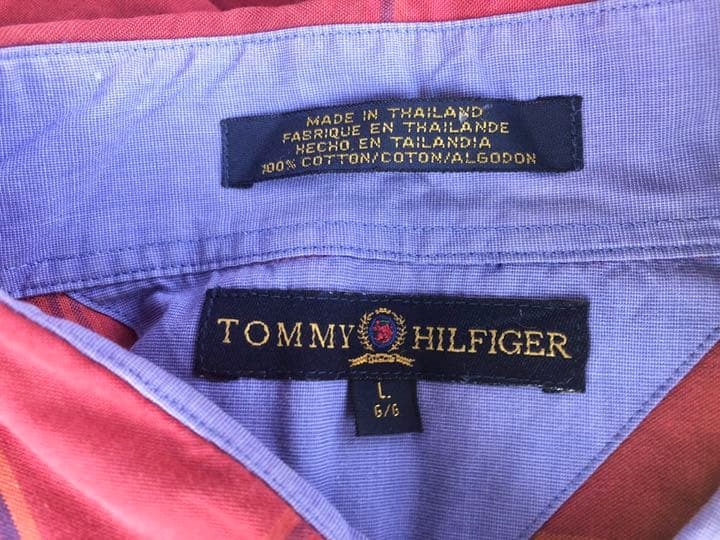 MADE IN THAILAND
FABRIQUE EN THAILANDE
HECHO EN TAILANDIA
100% COTTON/COTON/ALGODON
TOMMY HILFIGER
L.
G/G